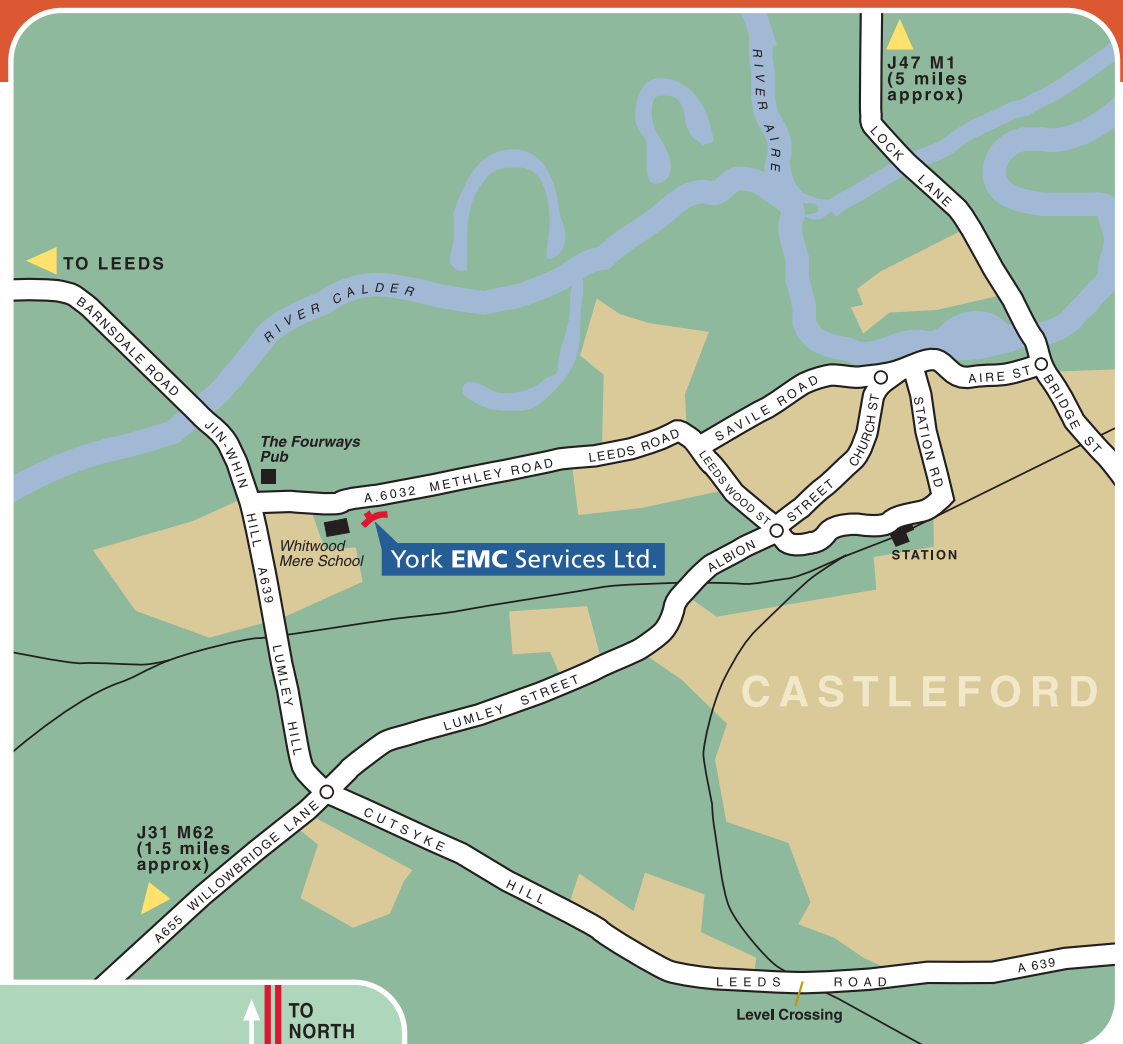 J47 M1
(5 miles
approx)
RIVER AIRE
LOCK LANE
TO LEEDS
BARNSDALE ROAD
RIVER CALDER
JIN-WHIN
HILL A639
The Fourways
Pub
A.6032 METHLEY ROAD
LEEDS ROAD
SAVILE ROAD
CHURCH ST
STATION RD
AIRE ST
BRIDGE ST
LEEDS WOOD ST
ALBION STREET
STATION
Whitwood
Mere School
York EMC Services Ltd.
LUMLEY HILL
LUMLEY STREET
CASTLEFORD
J31 M62
(1.5 miles
approx)
A655 WILLOWBRIDGE LANE
CUTSYKE
HILL
LEEDS ROAD
A 639
Level Crossing
TO
NORTH